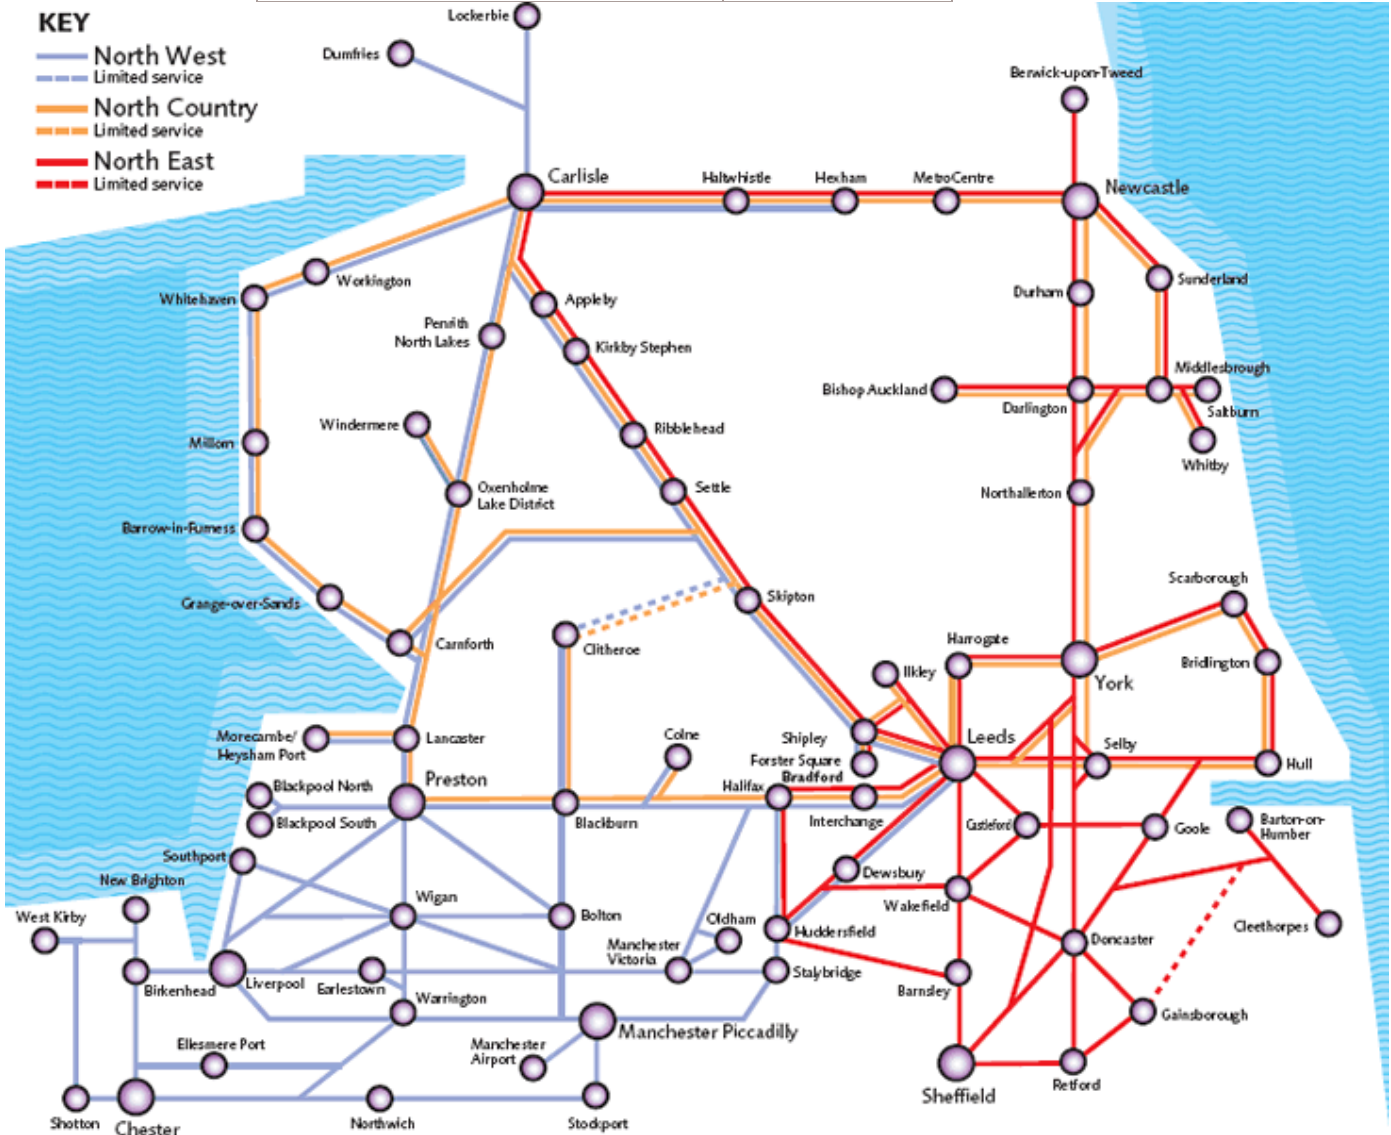 KEY
North West
Limited service
North Country
Limited service
North East
Limited service
Lockerbie
Dumfries
Berwick-upon-Tweed
Carlisle
Haltwhistle
Hexham
MetroCentre
Newcastle
Workington
Whitehaven
Appleby
Durham
Sunderland
Penrith
North Lakes
Kirkby Stephen
Bishop Auckland
Darlington
Middlesbrough
Saltburn
Windermere
Ribblehead
Whitby
Millom
Oxenholme
Lake District
Settle
Northallerton
Barrow-in-Furness
Grange-over-Sands
Skipton
Scarborough
Carnforth
Clitheroe
Harrogate
Ilkley
York
Bridlington
Morecambe/
Heysham Port
Lancaster
Colne
Shipley
Leeds
Selby
Hull
Forster Square
Bradford
Interchange
Preston
Blackpool North
Blackpool South
Blackburn
Halifax
Castleford
Goole
Barton-on-
Humber
Southport
New Brighton
Dewsbury
Wakefield
West Kirby
Wigan
Bolton
Oldham
Huddersfield
Doncaster
Cleethorpes
Manchester
Victoria
Stalybridge
Barnsley
Birkenhead
Liverpool
Earlestown
Warrington
Gainsborough
Ellesmere Port
Manchester
Airport
Manchester Piccadilly
Sheffield
Retford
Shotton
Chester
Northwich
Stockport